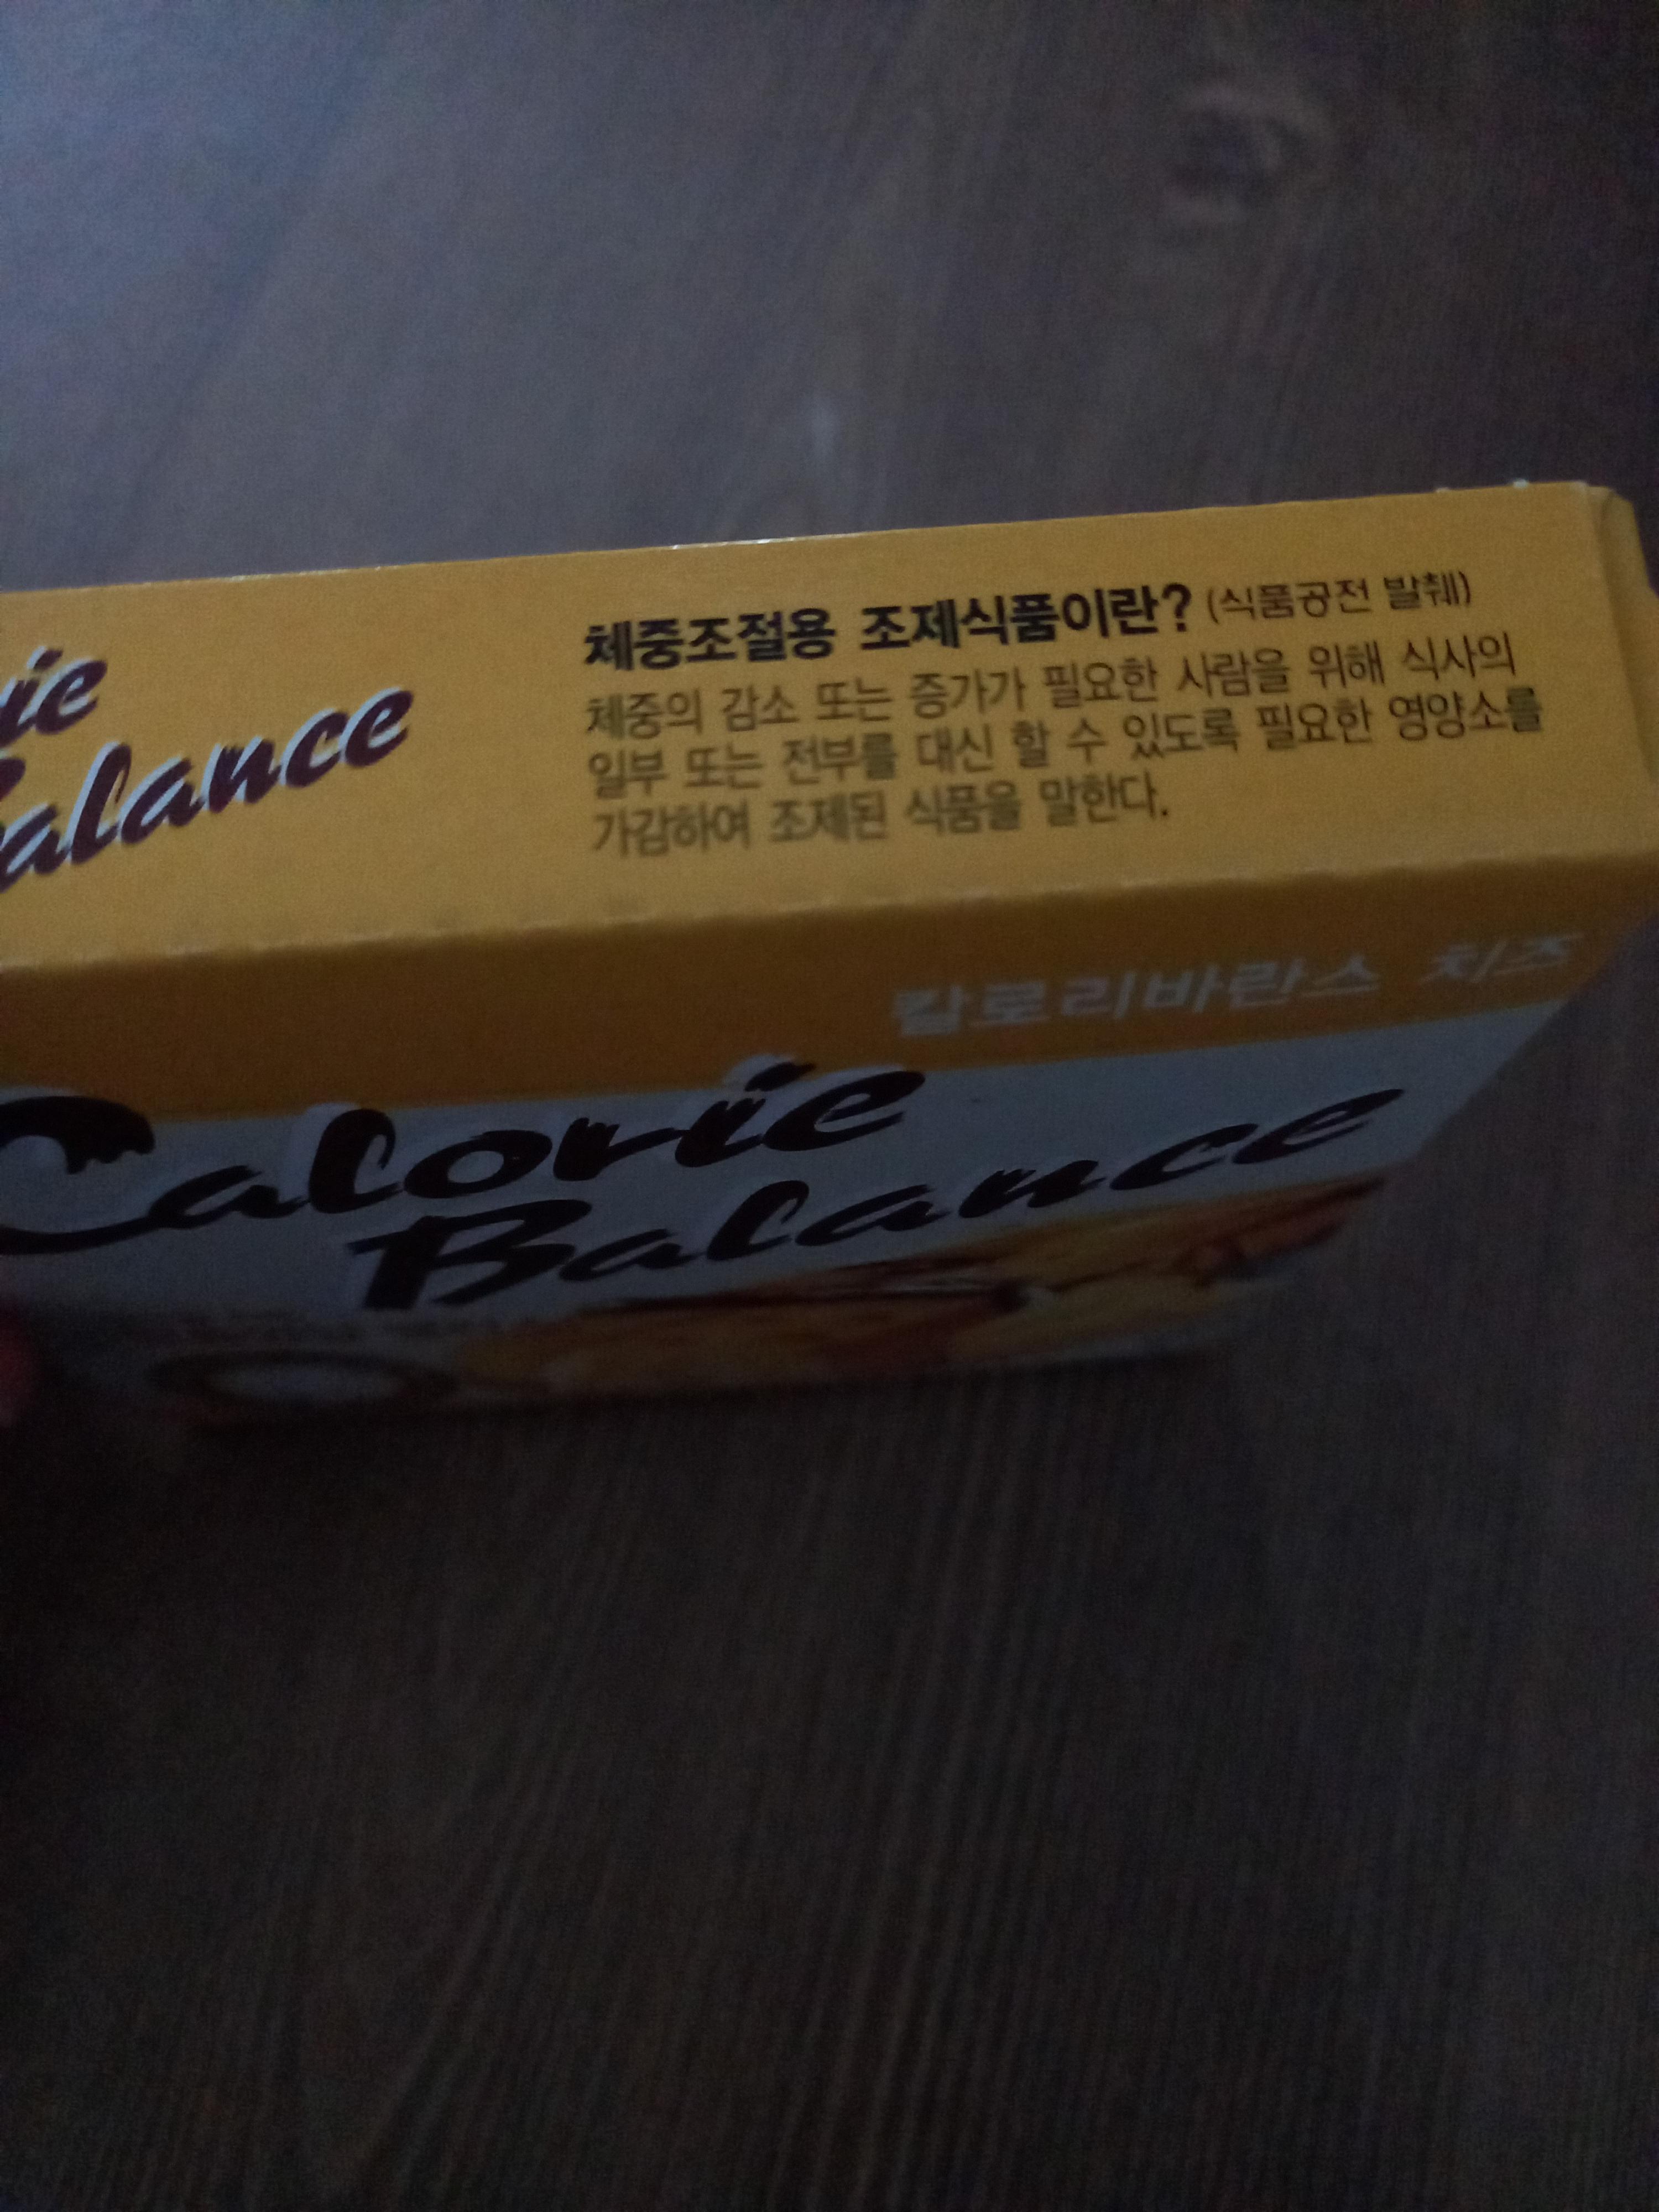 Balance
체중조절용 조제식품이란? (식품공전 발췌)
체중의 감소 또는 증가가 필요한 사람을 위해 식사의
일부 또는 전부를 대신 할 수 있도록 필요한 영양소를
가감하여 조제된 식품을 말한다.
칼로리바란스 치즈
Calorie
Balance